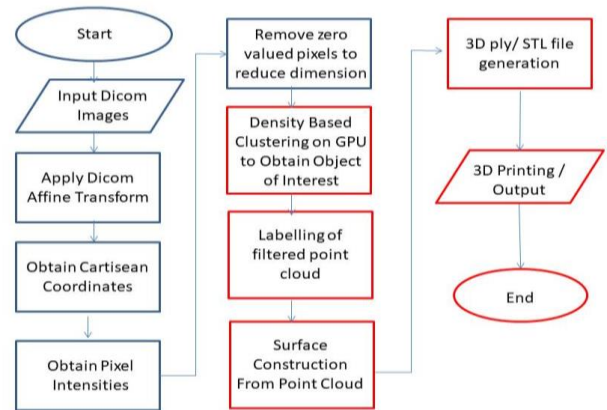 Start
Input Dicom
Images
Apply Dicom
Affine Transform
Obtain Cartisean
Coordinates
Obtain Pixel
Intensities
Remove zero
valued pixels to
reduce dimension
Density Based
Clustering on GPU
to Obtain Object
of Interest
Labelling of
filtered point
cloud
Surface
Construction
From Point Cloud
3D ply/ STL file
generation
3D Printing /
Output
End